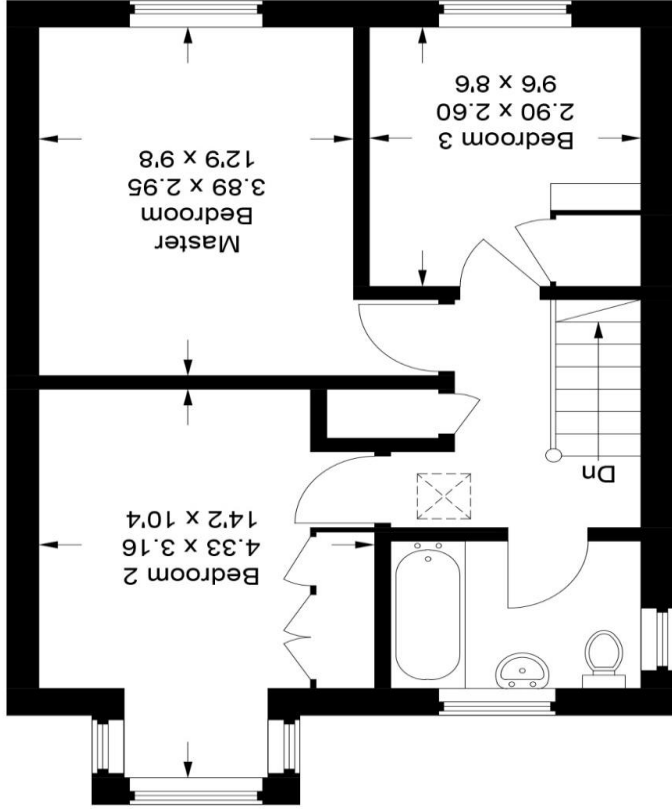 Dn
Bedroom 2
4.33 x 3.16
14'2 x 10'4
Master
Bedroom
3.89 x 2.95
12'9 x 9'8
Bedroom 3
2.90 x 2.60
9'6 x 8'6